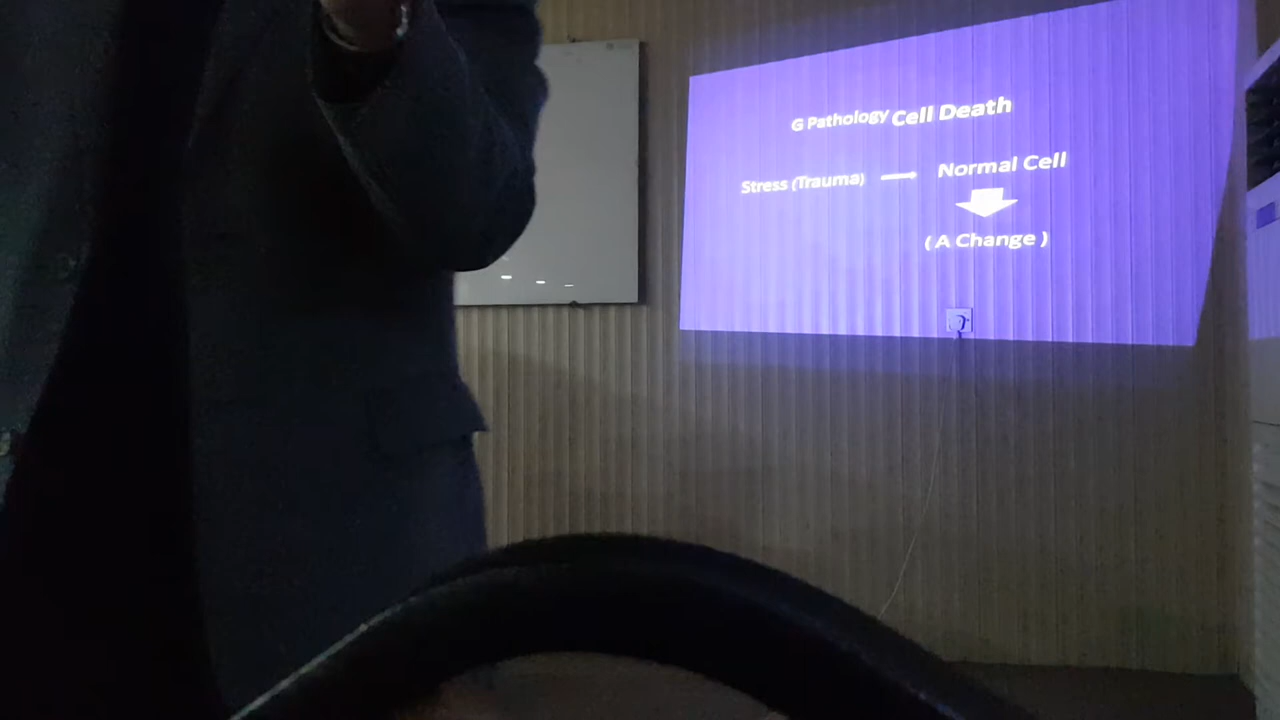 G Pathology Cell Death
Stress (Trauma) → Normal Cell
( A Change )